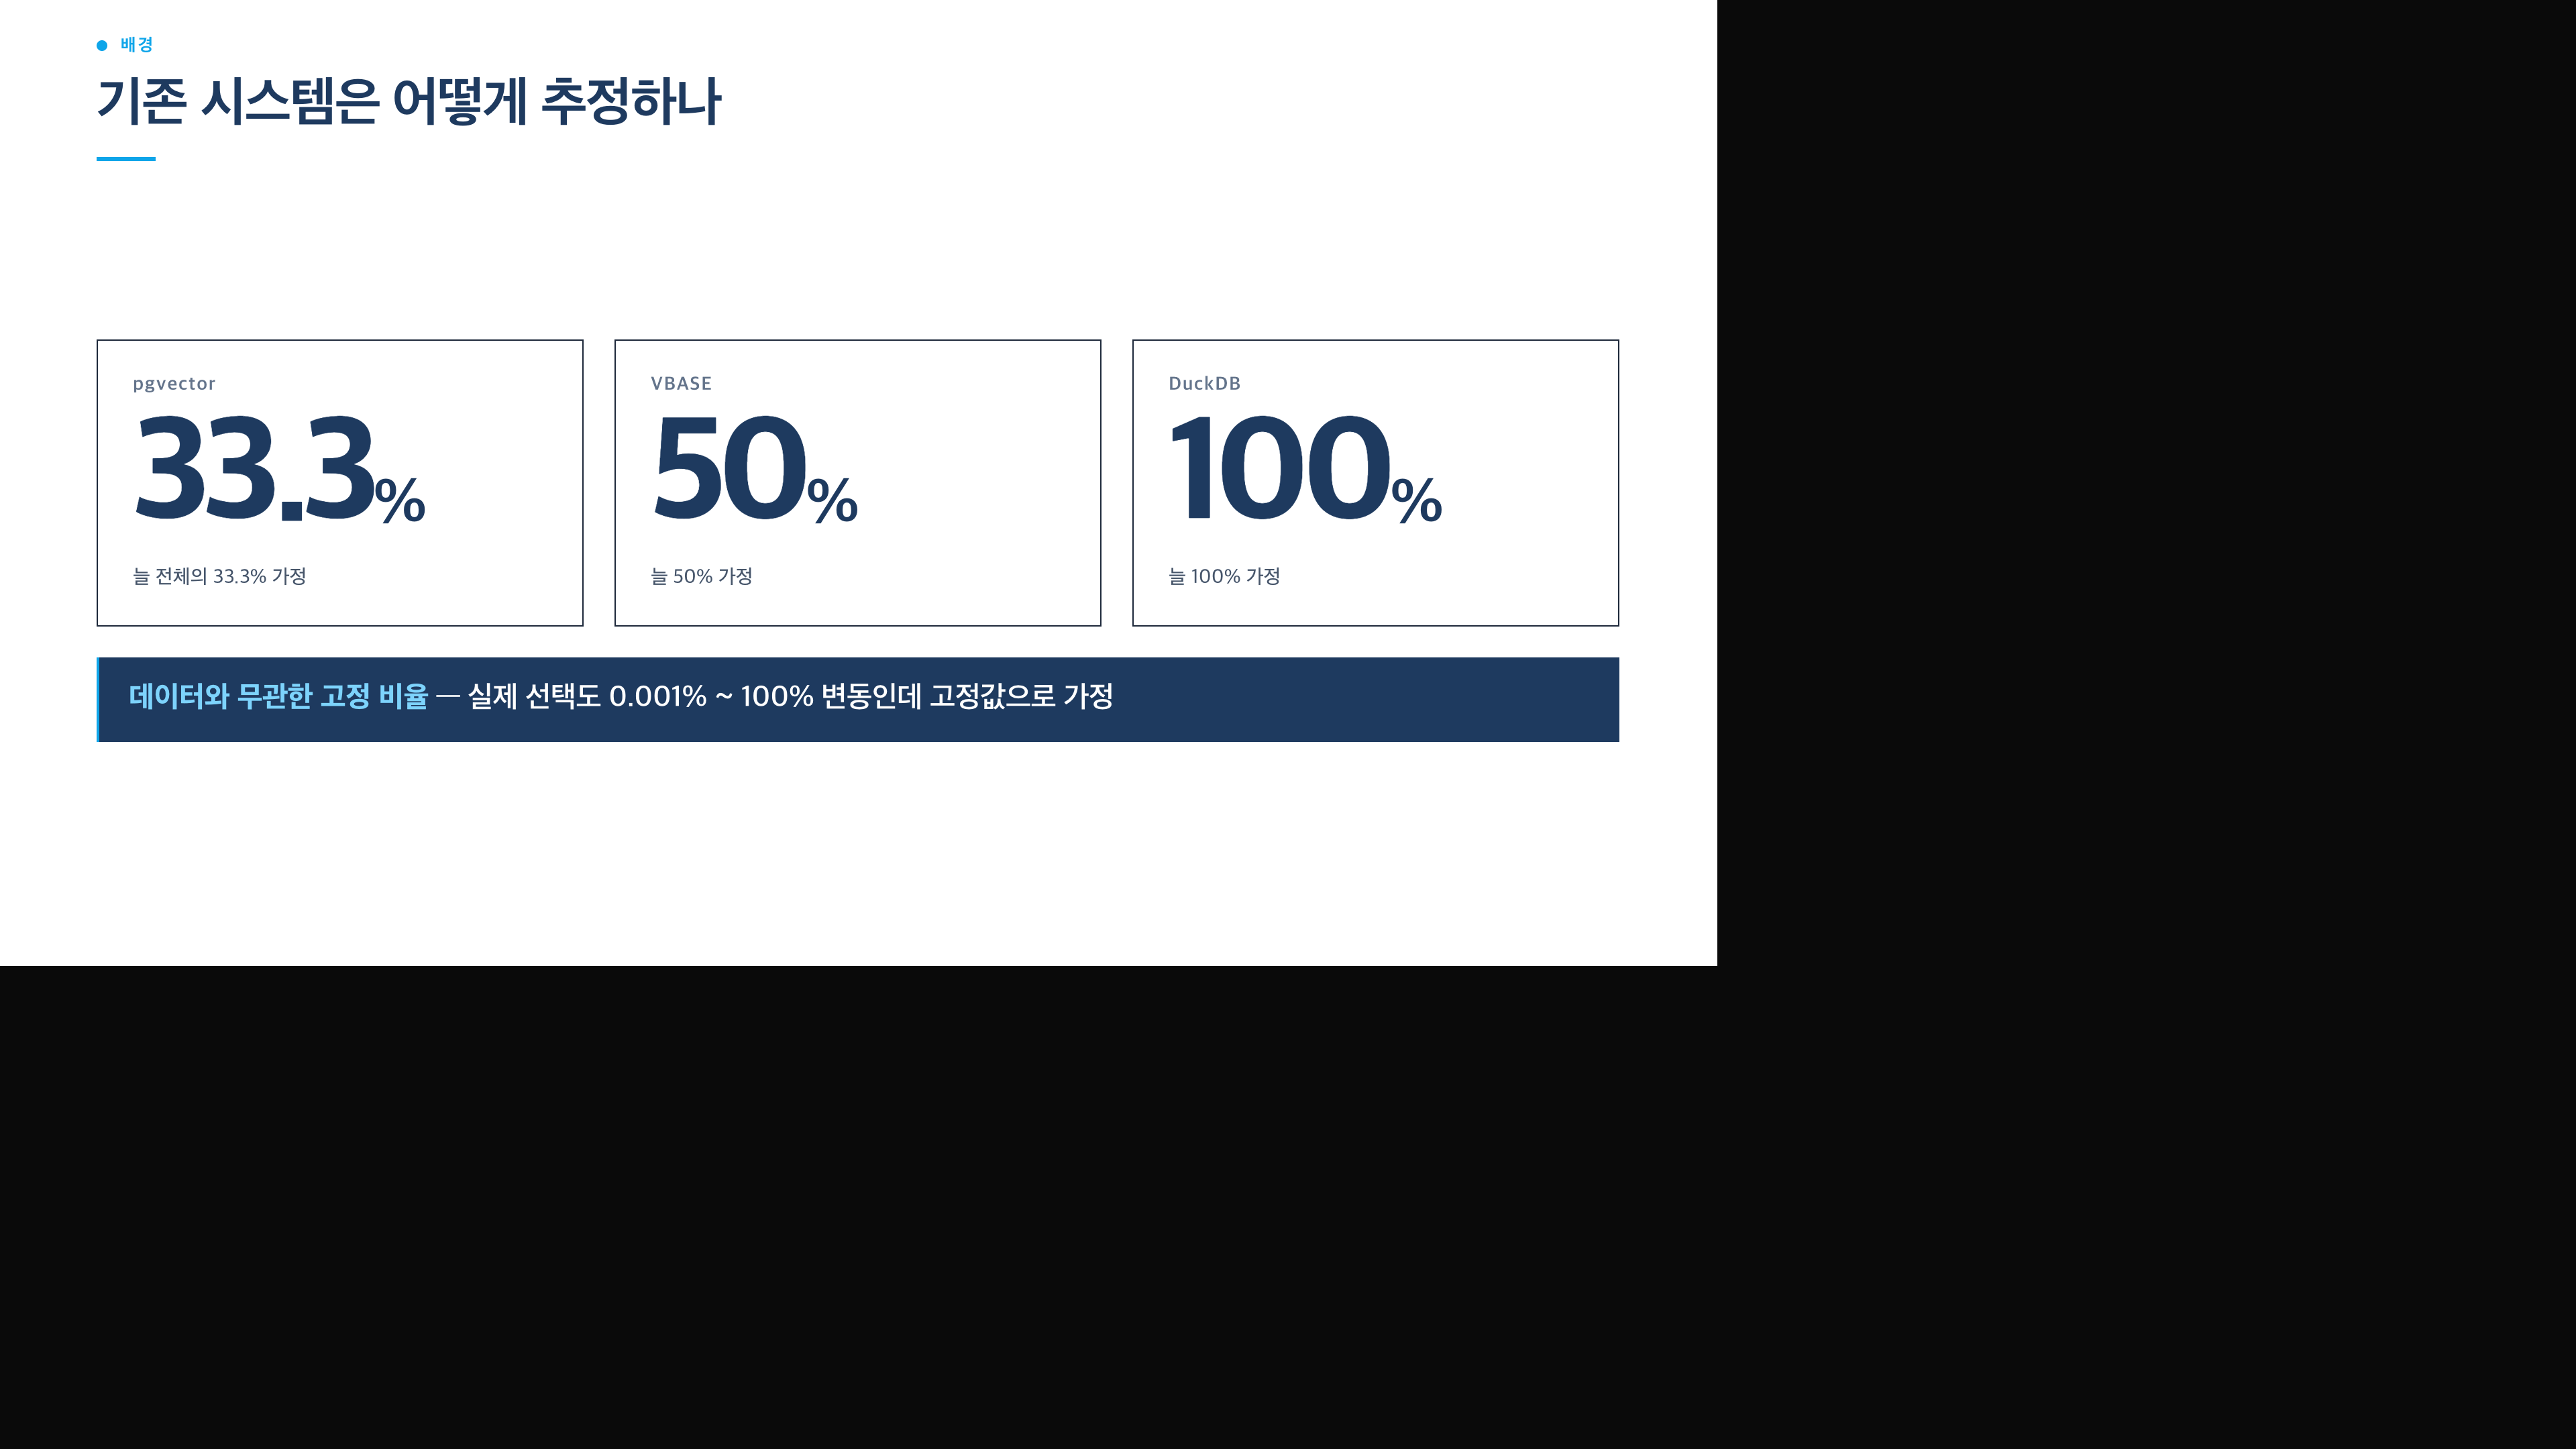 배경
기존 시스템은 어떻게 추정하나
pgvector
33.3%
늘 전체의 33.3% 가정
VBASE
50%
늘 50% 가정
DuckDB
100%
늘 100% 가정
데이터와 무관한 고정 비율 — 실제 선택도 0.001% ~ 100% 변동인데 고정값으로 가정